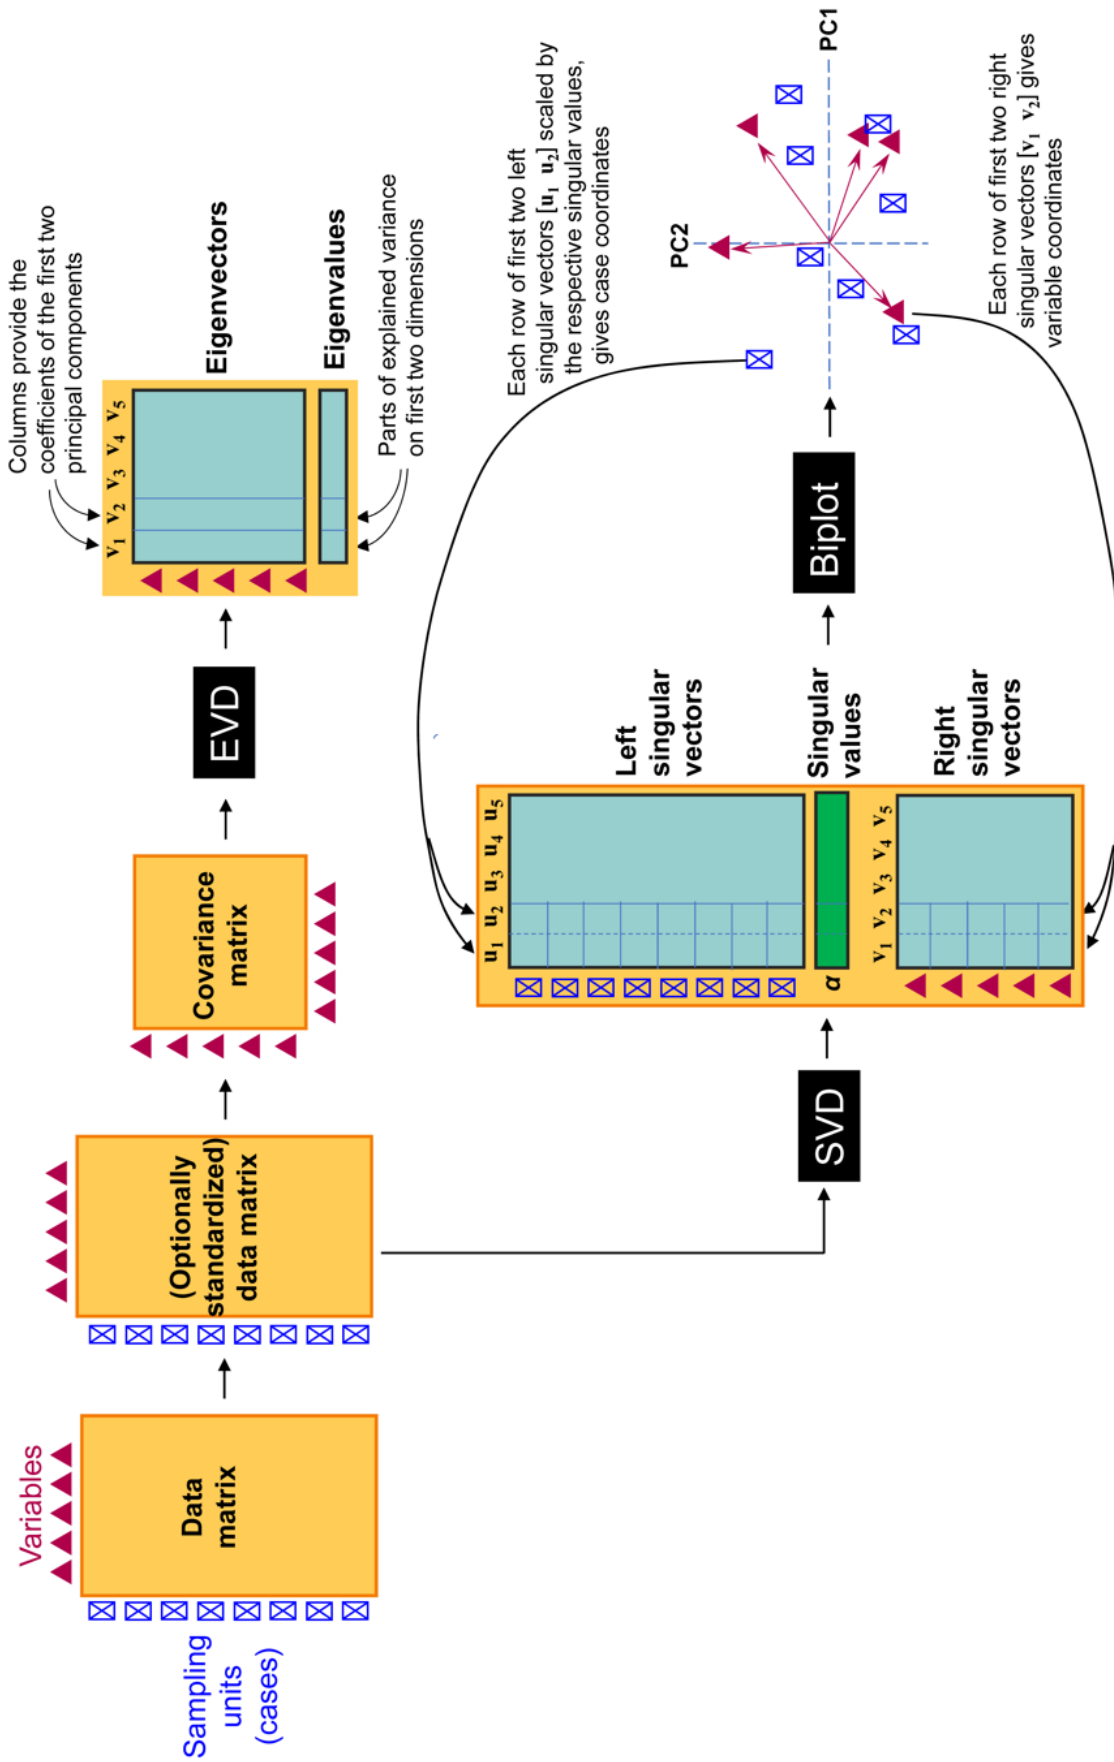 Variables
Sampling
units
(cases)
Data
matrix
(Optionally
standardized)
data matrix
Covariance
matrix
EVD
Columns provide the
coefficients of the first two
principal components
v1 v2 v3 v4 v5
Eigenvectors
Eigenvalues
Parts of explained variance
on first two dimensions
SVD
u1 u2 u3 u4 u5
α
v1 v2 v3 v4 v5
Left
singular
vectors
Singular
values
Right
singular
vectors
Biplot
Each row of first two left
singular vectors [u1 u2] scaled by
the respective singular values,
gives case coordinates
PC2
PC1
Each row of first two right
singular vectors [v1 v2] gives
variable coordinates